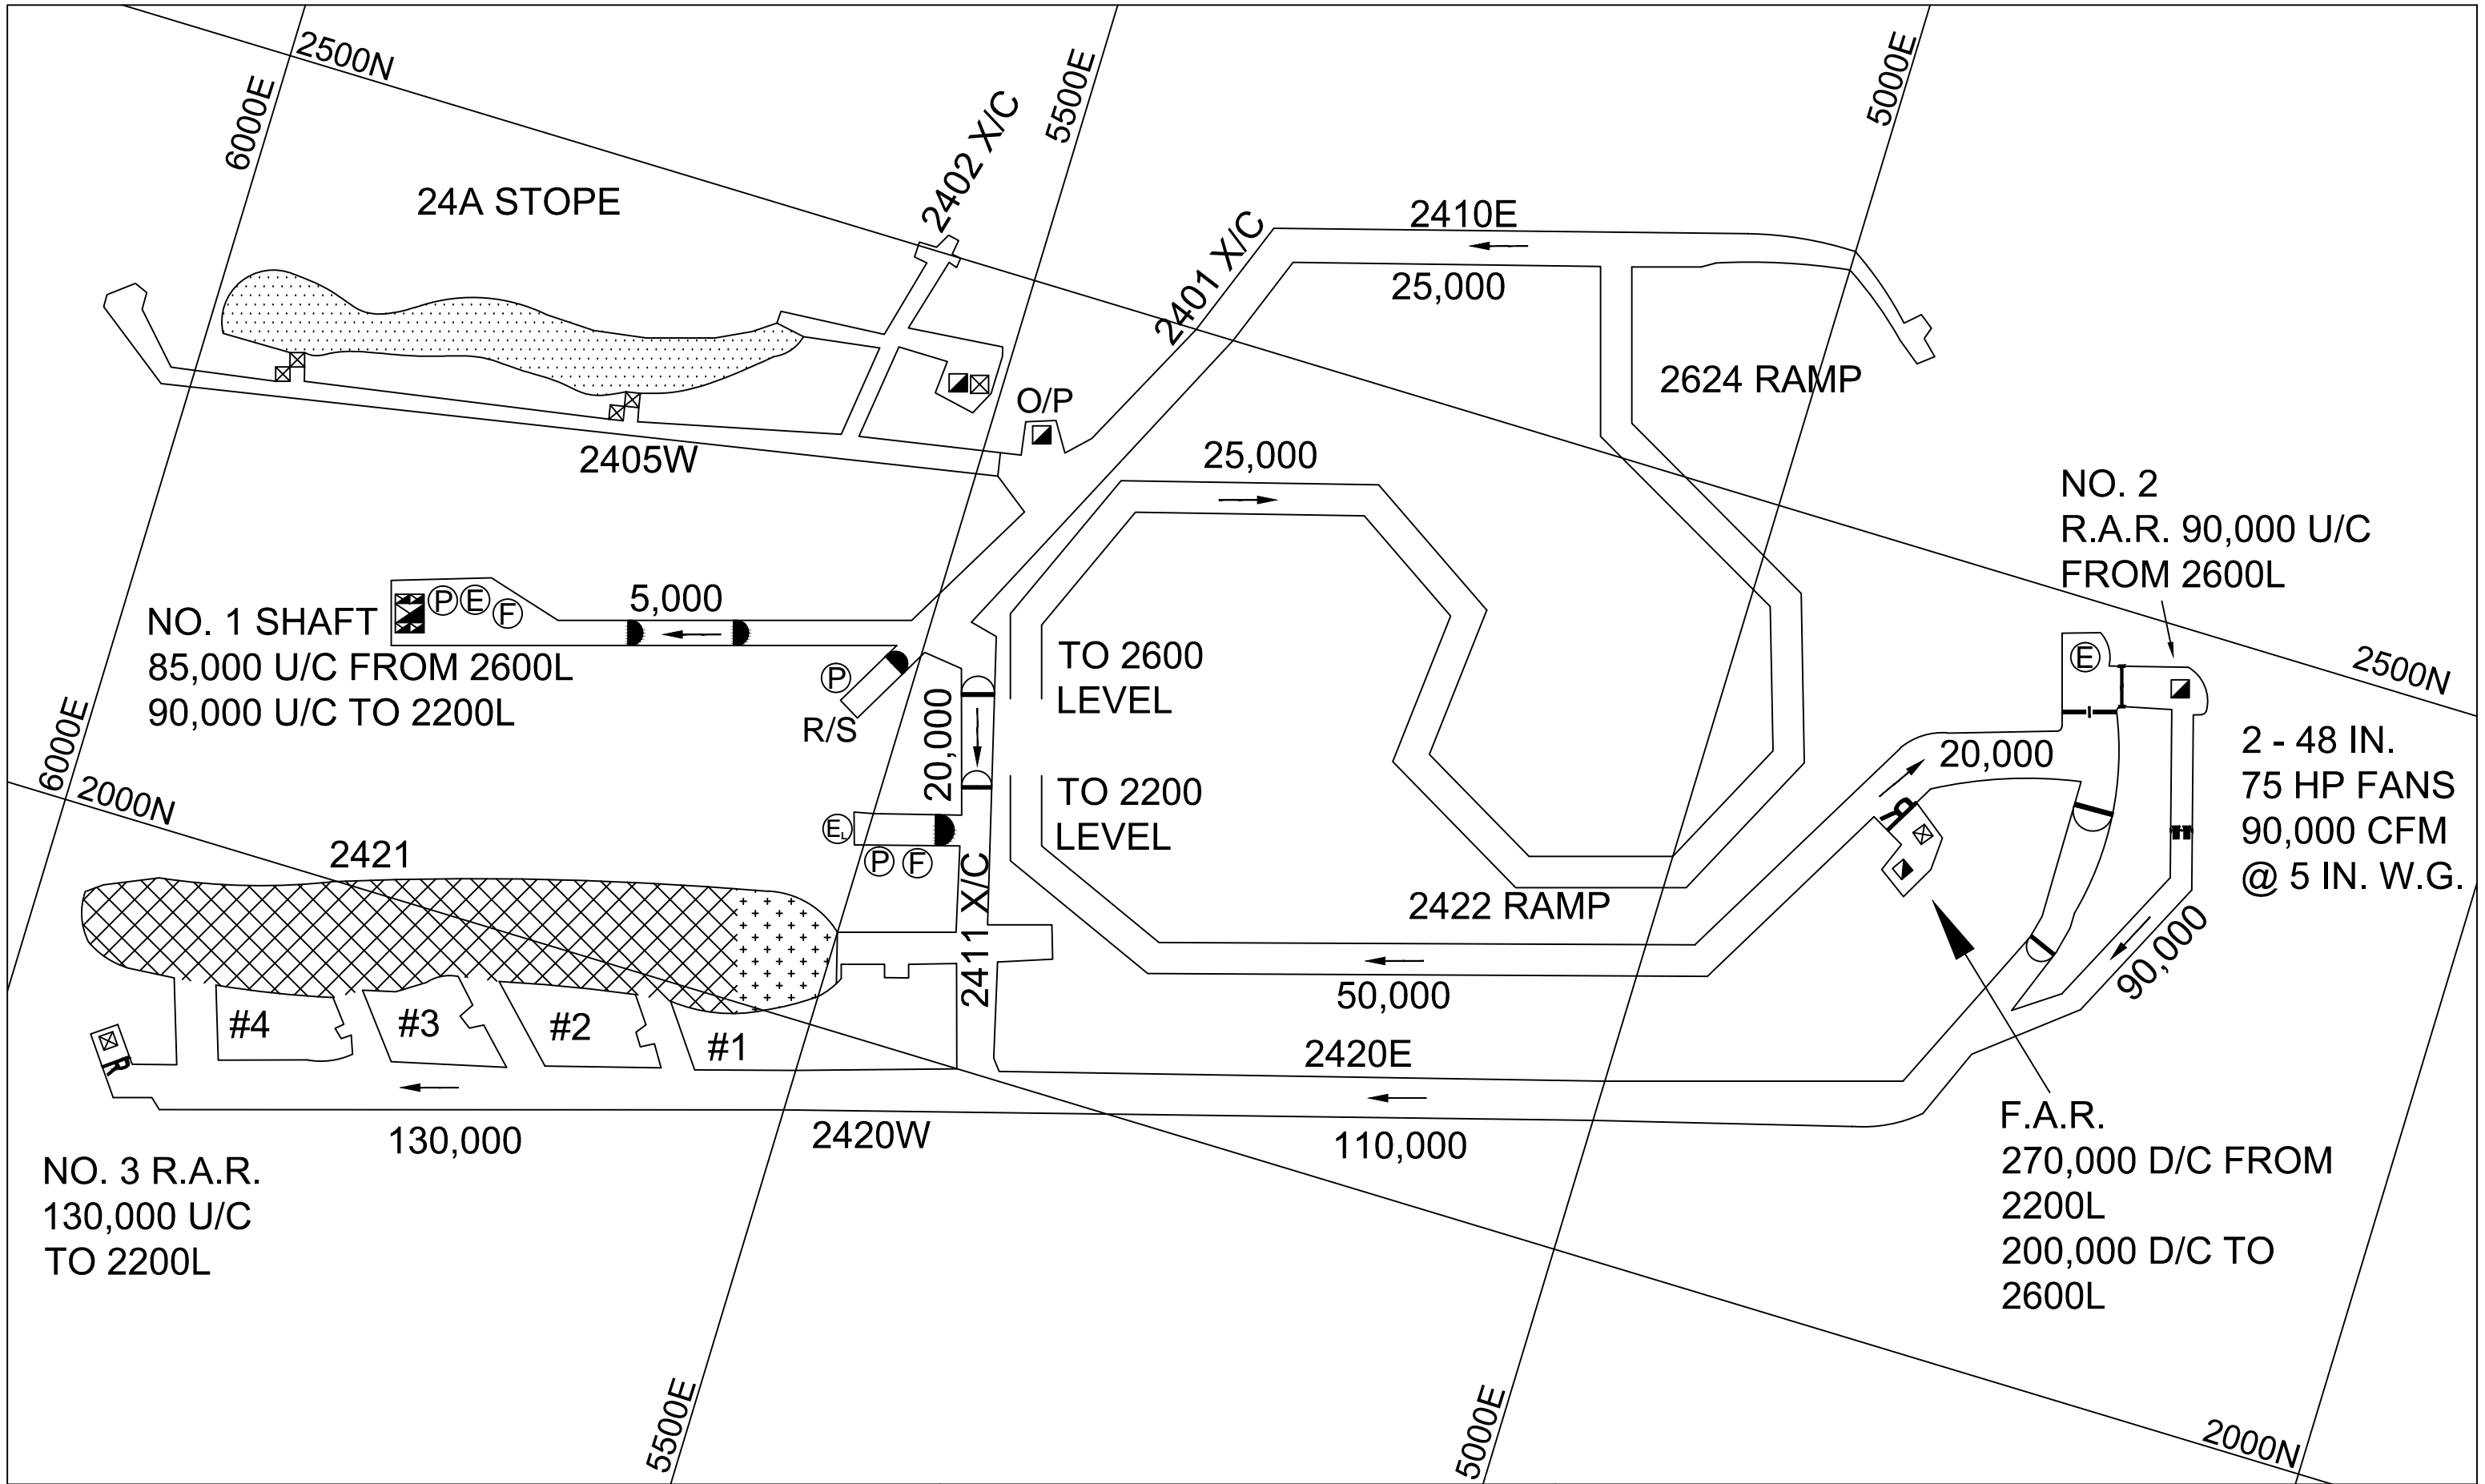 2500N
6000E
5500E
5000E
2402 X/C
24A STOPE
2401 X/C
2410E
25,000
2624 RAMP
O/P
2405W
25,000
NO. 2
R.A.R. 90,000 U/C
FROM 2600L
5,000
P
E
F
NO. 1 SHAFT
85,000 U/C FROM 2600L
90,000 U/C TO 2200L
P
R/S
20,000
TO 2600
LEVEL
TO 2200
LEVEL
E
2500N
20,000
2 - 48 IN.
75 HP FANS
90,000 CFM
@ 5 IN. W.G.
R
6000E
2000N
2421
EL
P
F
2411 X/C
2422 RAMP
50,000
90,000
#4
#3
#2
#1
R
2420E
130,000
2420W
110,000
NO. 3 R.A.R.
130,000 U/C
TO 2200L
F.A.R.
270,000 D/C FROM
2200L
200,000 D/C TO
2600L
5500E
5000E
2000N